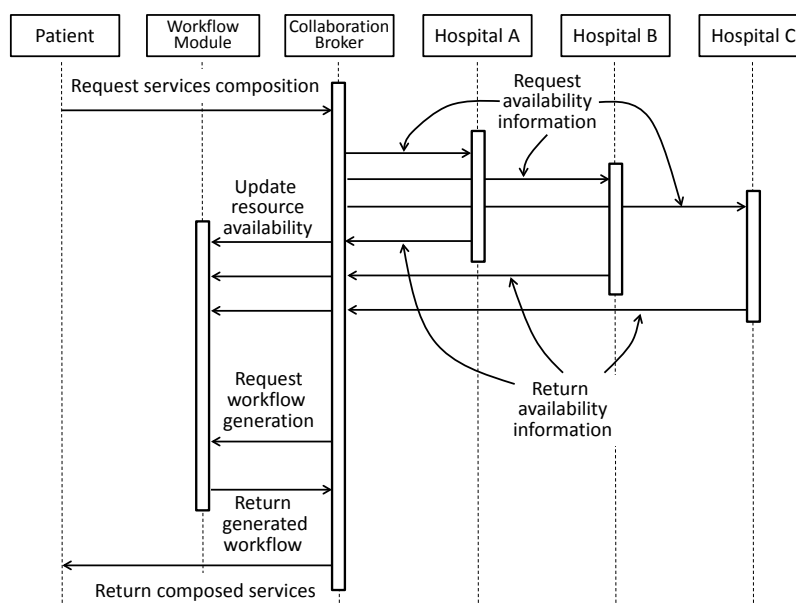 Patient
Workflow
Module
Collaboration
Broker
Hospital A
Hospital B
Hospital C
Request services composition
Request
availability
information
Update
resource
availability
Request
workflow
generation
Return
availability
information
Return
generated
workflow
Return composed services